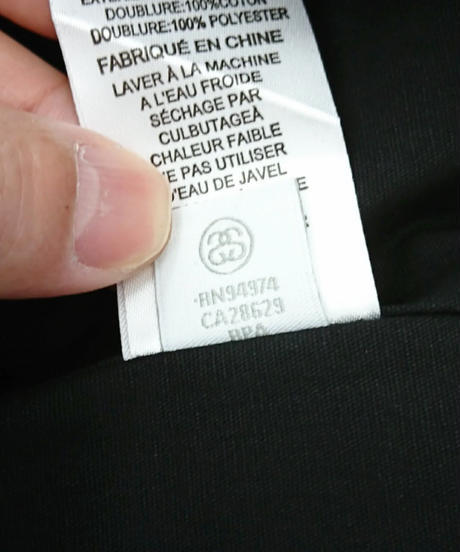 DOUBLURE:100%COTON
DOUBLURE:100% POLYESTER
FABRIQUÉ EN CHINE
LAVER À LA MACHINE
A L'EAU FROIDE
SÉCHAGE PAR
CULBUTAGEÀ
CHALEUR FAIBLE
PAS UTILISER
D'EAU DE JAVEL
RN94974
CA28629